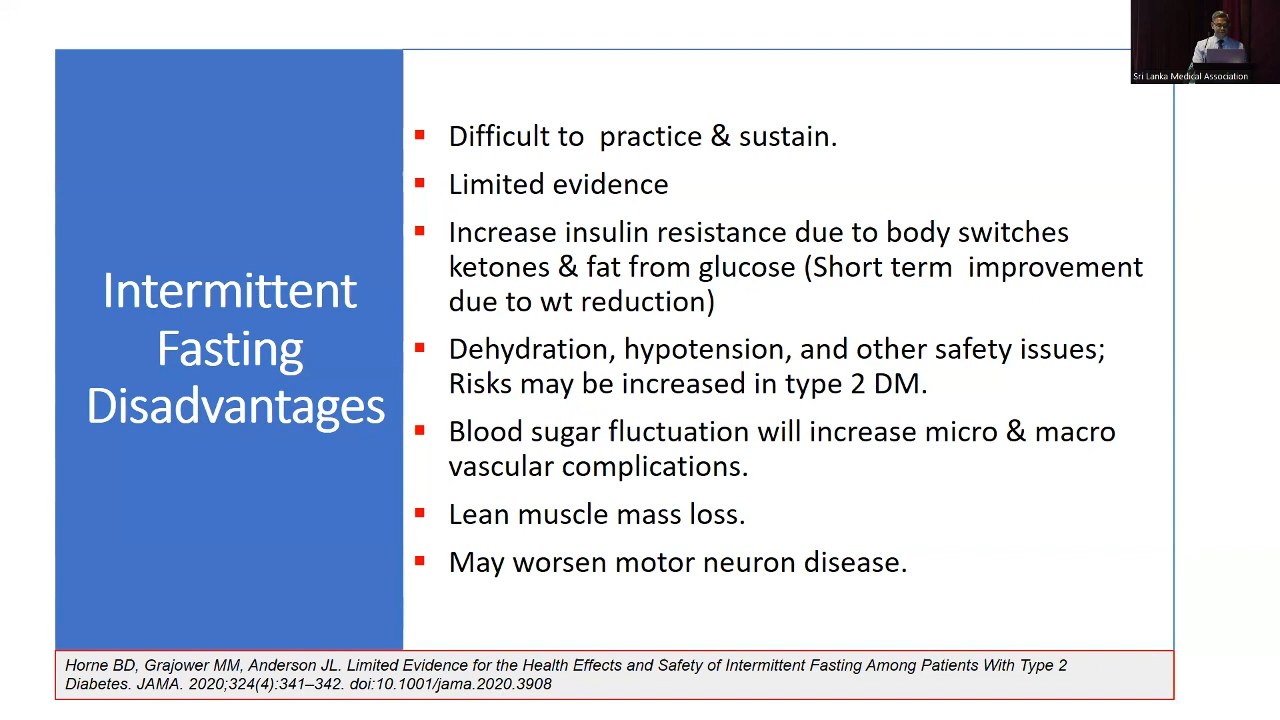 Sri Lanka Medical Association
Intermittent
Fasting
Disadvantages
Difficult to practice & sustain.
Limited evidence
Increase insulin resistance due to body switches
ketones & fat from glucose (Short term improvement
due to wt reduction)
Dehydration, hypotension, and other safety issues;
Risks may be increased in type 2 DM.
Blood sugar fluctuation will increase micro & macro
vascular complications.
Lean muscle mass loss.
May worsen motor neuron disease.
Horne BD, Grajower MM, Anderson JL. Limited Evidence for the Health Effects and Safety of Intermittent Fasting Among Patients With Type 2
Diabetes. JAMA. 2020;324(4):341–342. doi:10.1001/jama.2020.3908